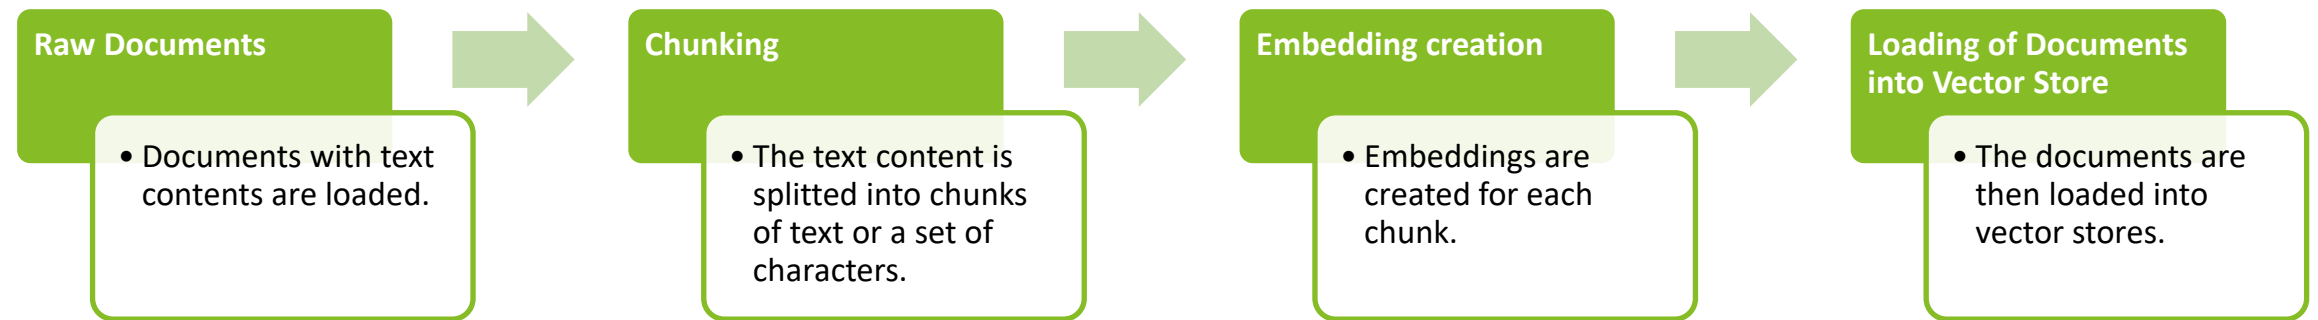 Raw Documents
• Documents with text
contents are loaded.
Chunking
• The text content is
splitted into chunks
of text or a set of
characters.
Embedding creation
• Embeddings are
created for each
chunk.
Loading of Documents
into Vector Store
• The documents are
then loaded into
vector stores.